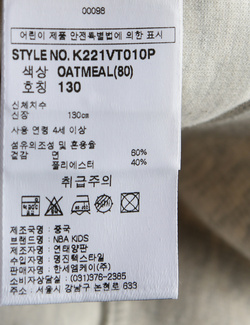 00098
어린이 제품 안전특별법에 의한 표시
STYLE NO. K221VT010P
색상 OATMEAL(80)
호칭 130
신체치수
신장 130㎝
사용 연령 4세 이상
섬유의조성 및 혼용율
겉감 면 60%
40%
취급주의
제조국명 : 중국
브랜드명 : NBA KIDS
제조자명 : 연태양판
수입자명 : 명진텍스타일
판매자명 : 한세엠케이(주)
소비자상담실 : (031)376-2385
주소 : 서울시 강남구 논현로 633